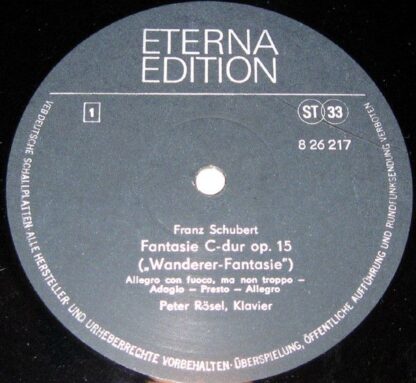 ETERNA
EDITION
1
ST 33
8 26 217
Franz Schubert
Fantasie C-dur op. 15
(„Wanderer-Fantasie”)
Allegro con fuoco, ma non troppo –
Adagio – Presto – Allegro
Peter Rösel, Klavier
VEB DEUTSCHE SCHALLPLATTEN · ALLE HERSTELLER- UND URHEBERRECHTE VORBEHALTEN · ÜBERSPIELUNG, ÖFFENTLICHE AUFFÜHRUNG UND RUNDFUNKSENDUNG VERBOTEN